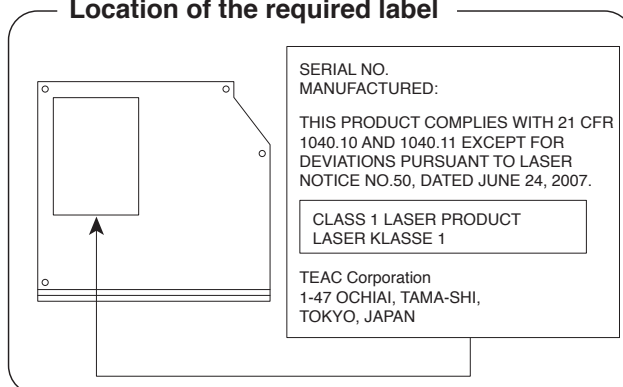 Location of the required label
SERIAL NO.
MANUFACTURED:
THIS PRODUCT COMPLIES WITH 21 CFR
1040.10 AND 1040.11 EXCEPT FOR
DEVIATIONS PURSUANT TO LASER
NOTICE NO.50, DATED JUNE 24, 2007.
CLASS 1 LASER PRODUCT
LASER KLASSE 1
TEAC Corporation
1-47 OCHIAI, TAMA-SHI,
TOKYO, JAPAN